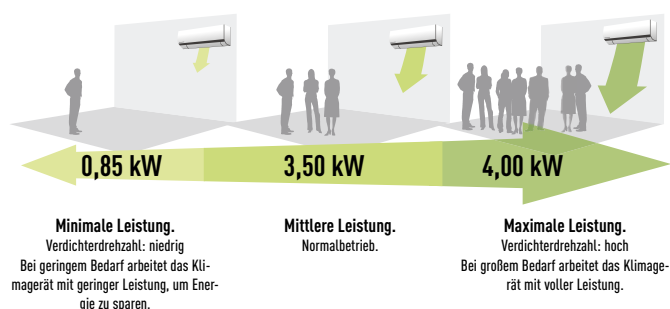 0,85 kW
3,50 kW
4,00 kW
Minimale Leistung.
Verdichterdrehzahl: niedrig
Bei geringem Bedarf arbeitet das Kli-
magerät mit geringer Leistung, um Ener-
gie zu sparen.
Mittlere Leistung.
Normalbetrieb.
Maximale Leistung.
Verdichterdrehzahl: hoch
Bei großem Bedarf arbeitet das Klimage-
rät mit voller Leistung.